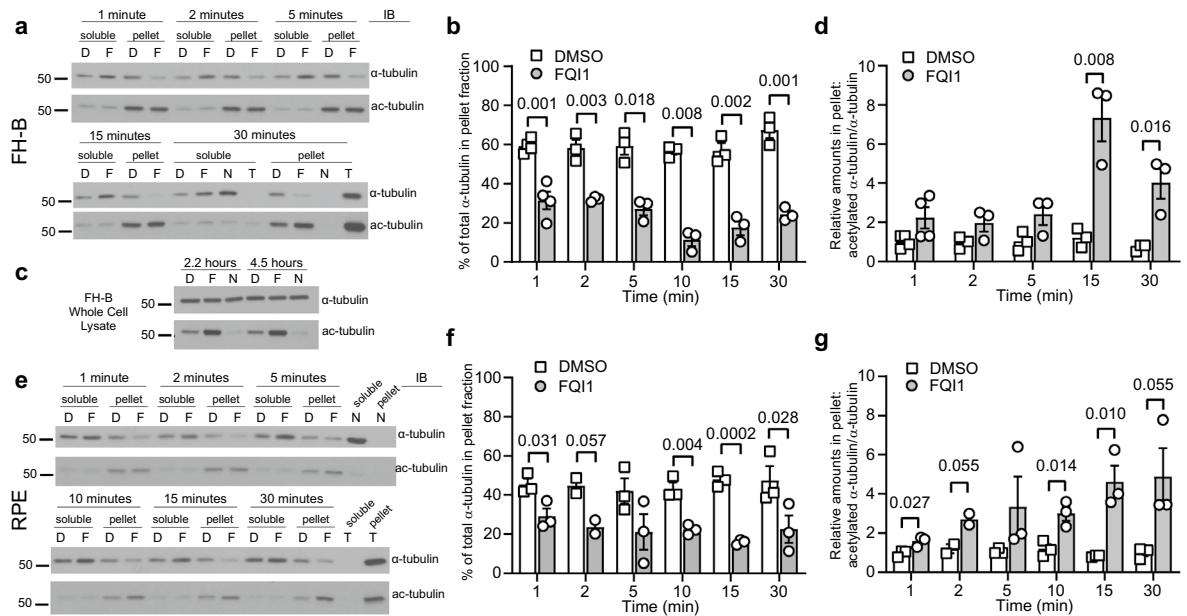 a
1 minute 2 minutes 5 minutes IB
soluble pellet soluble pellet soluble pellet
D F D F D F D F D F D F
50 α-tubulin
50 ac-tubulin
FH-B
15 minutes 30 minutes
soluble pellet soluble pellet
D F D F D F N T D F N T
50 α-tubulin
50 ac-tubulin
b
DMSO
FQI1
% of total α-tubulin in pellet fraction
100
80
60
40
20
0
0.001 0.003 0.018 0.008 0.002 0.001
1 2 5 10 15 30
Time (min)
d
DMSO
FQI1
Relative amounts in pellet:
acetylated α-tubulin/α-tubulin
10
8
6
4
2
0
0.008
0.016
1 2 5 15 30
Time (min)
c
2.2 hours 4.5 hours
D F N D F N
FH-B
Whole Cell
Lysate
50 α-tubulin
50 ac-tubulin
e
1 minute 2 minutes 5 minutes IB
soluble pellet soluble pellet soluble pellet soluble pellet
D F D F D F D F D F D F N N
50 α-tubulin
50 ac-tubulin
RPE
10 minutes 15 minutes 30 minutes
soluble pellet soluble pellet soluble pellet soluble pellet
D F D F D F D F D F D F T T
50 α-tubulin
50 ac-tubulin
f
DMSO
FQI1
% of total α-tubulin in pellet fraction
100
80
60
40
20
0
0.031 0.057 0.004 0.0002 0.028
1 2 5 10 15 30
Time (min)
g
DMSO
FQI1
Relative amounts in pellet:
acetylated α-tubulin/α-tubulin
10
8
6
4
2
0
0.027 0.055 0.014 0.010 0.055
1 2 5 10 15 30
Time (min)